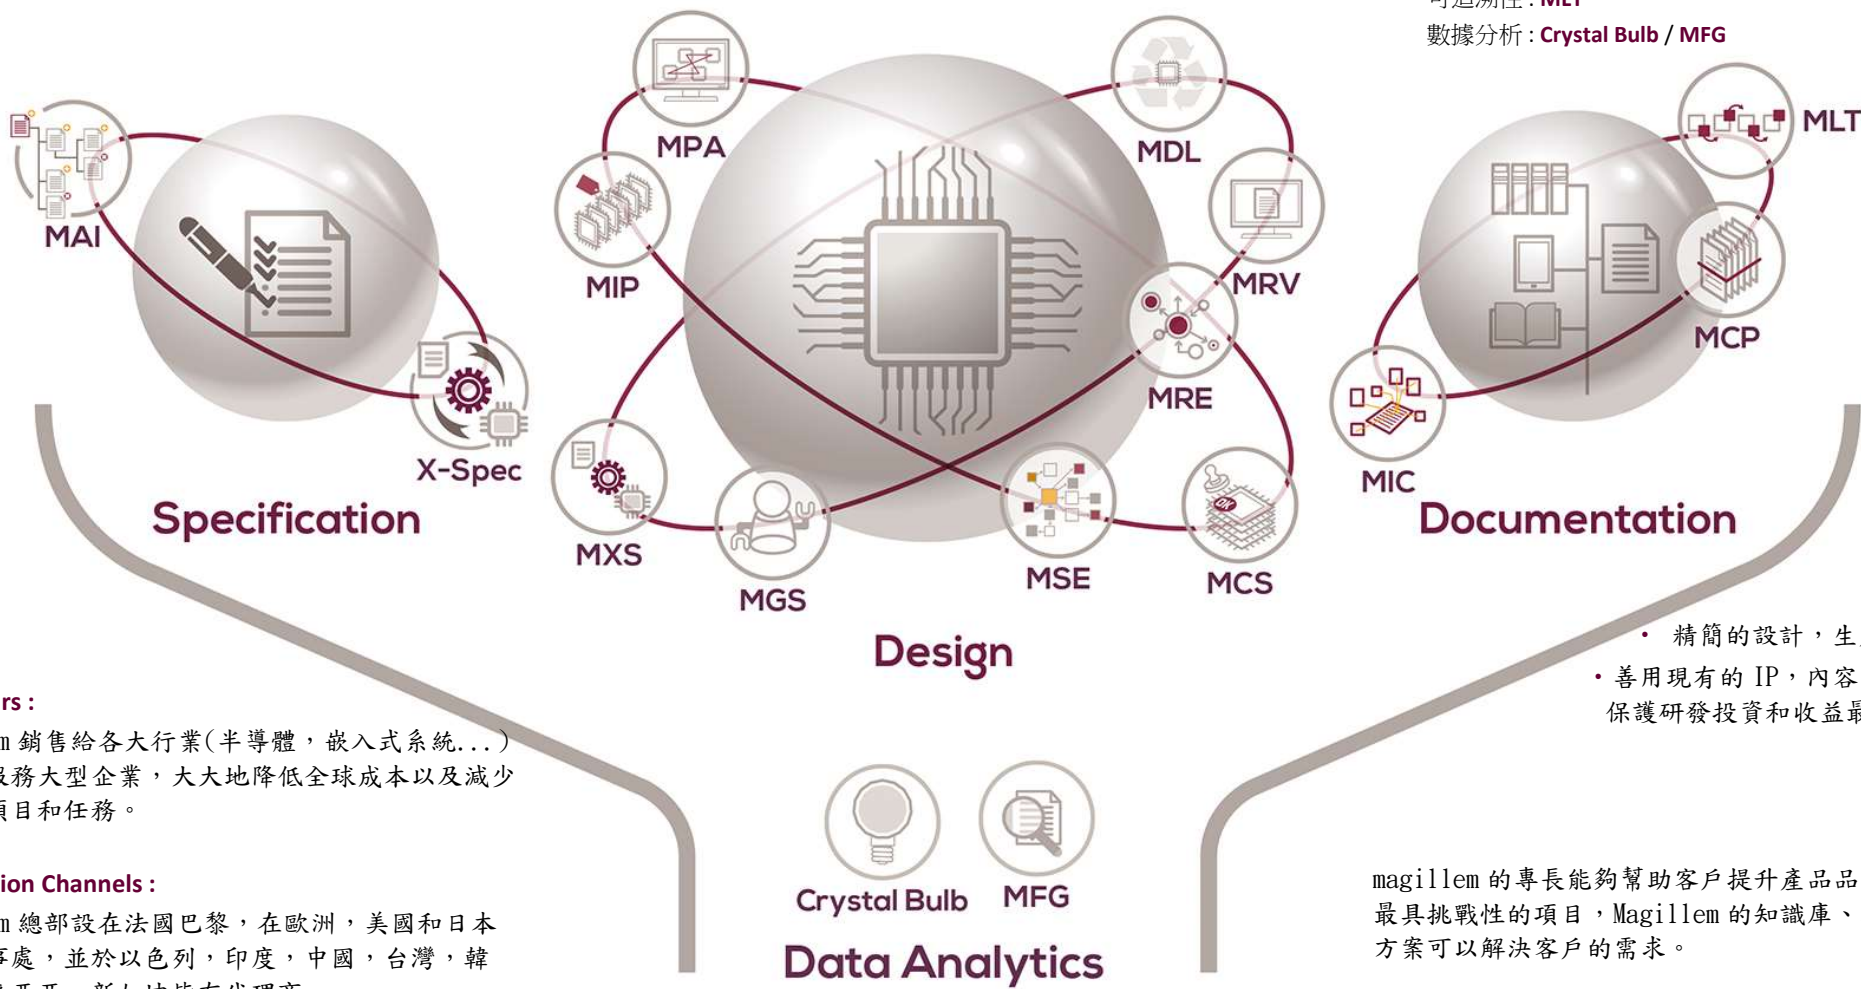 可追溯性 : MLT
數據分析 : Crystal Bulb / MFG
MAI
X-Spec
Specification
MPA
MDL
MIP
MRV
MRE
MXS
MGS
MSE
MCS
Design
MLT
MCP
MIC
Documentation
OK
• 精簡的設計，生
• 善用現有的 IP，內容
保護研發投資和收益最
rs :
m 銷售給各大行業(半導體，嵌入式系統...)
服務大型企業，大大地降低全球成本以及減少
項目和任務。
ion Channels :
m 總部設在法國巴黎，在歐洲，美國和日本
事處，並於以色列，印度，中國，台灣，韓
Crystal Bulb
MFG
Data Analytics
magillem 的專長能夠幫助客戶提升產品品
最具挑戰性的項目，Magillem 的知識庫、
方案可以解決客戶的需求。